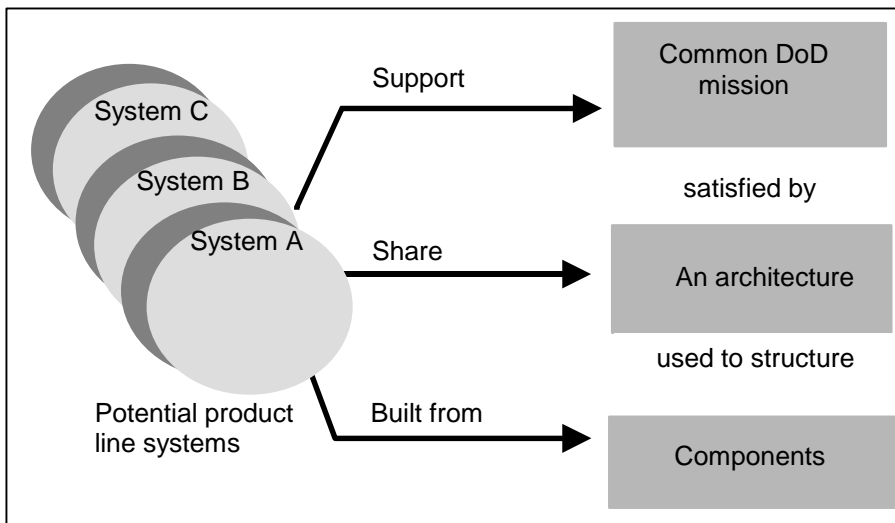 System C
System B
System A
Potential product
line systems
Support
Share
Built from
Common DoD
mission
satisfied by
An architecture
used to structure
Components